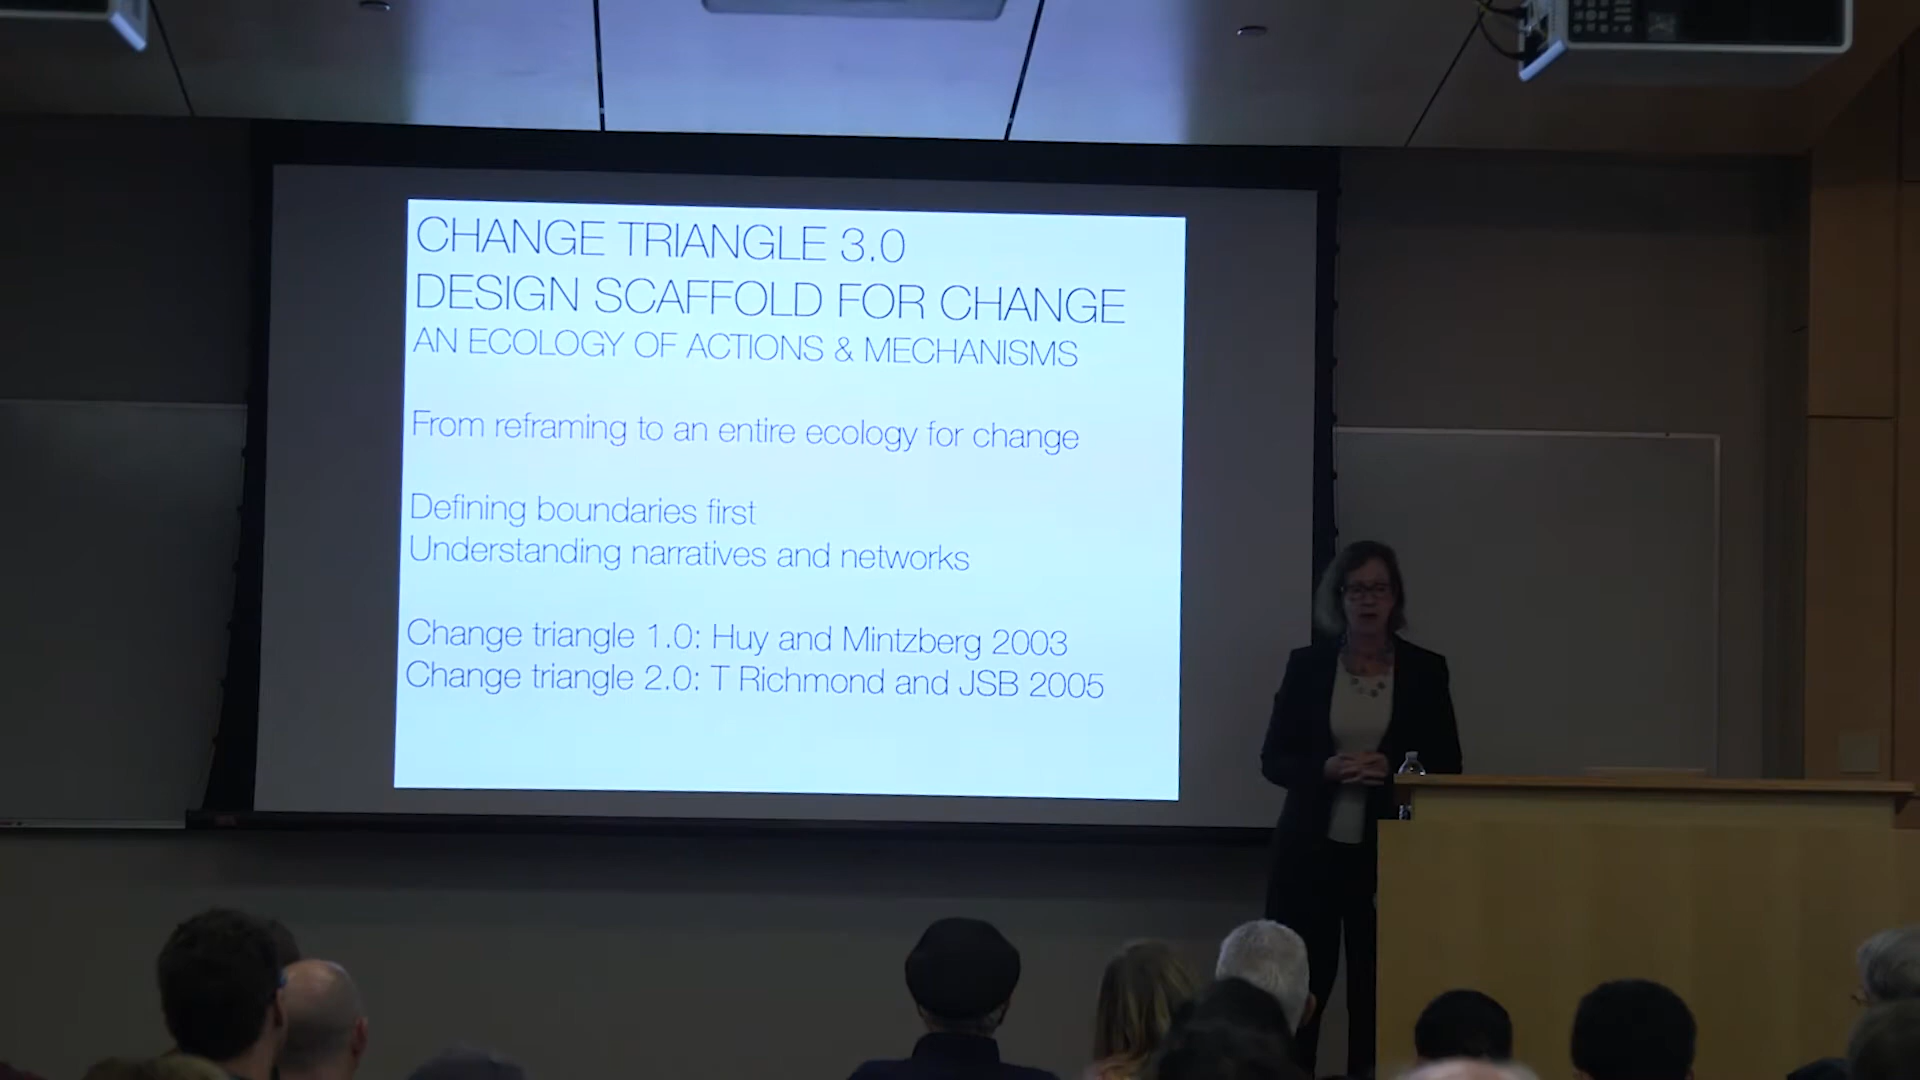 CHANGE TRIANGLE 3.0
DESIGN SCAFFOLD FOR CHANGE
AN ECOLOGY OF ACTIONS & MECHANISMS
From reframing to an entire ecology for change
Defining boundaries first
Understanding narratives and networks
Change triangle 1.0: Huy and Mintzberg 2003
Change triangle 2.0: T Richmond and JSB 2005